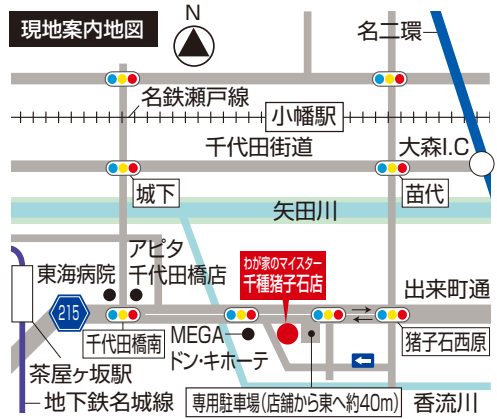 現地案内地図
N
名二環
名鉄瀬戸線
小幡駅
千代田街道
大森I.C
城下
苗代
矢田川
アピタ
千代田橋店
東海病院
わが家のマイスター
千種猪子石店
出来町通
215
千代田橋南
MEGA
ドン・キホーテ
猪子石西原
茶屋ヶ坂駅
専用駐車場(店舗から東へ約40m)
香流川
地下鉄名城線